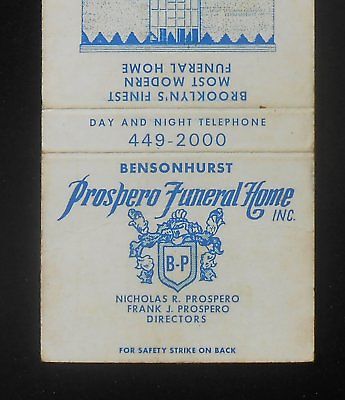 BROOKLYN'S FINEST
MOST MODERN
FUNERAL HOME
DAY AND NIGHT TELEPHONE
449-2000
BENSONHURST
Prospero Funeral Home
INC.
B-P
NICHOLAS R. PROSPERO
FRANK J. PROSPERO
DIRECTORS
FOR SAFETY STRIKE ON BACK